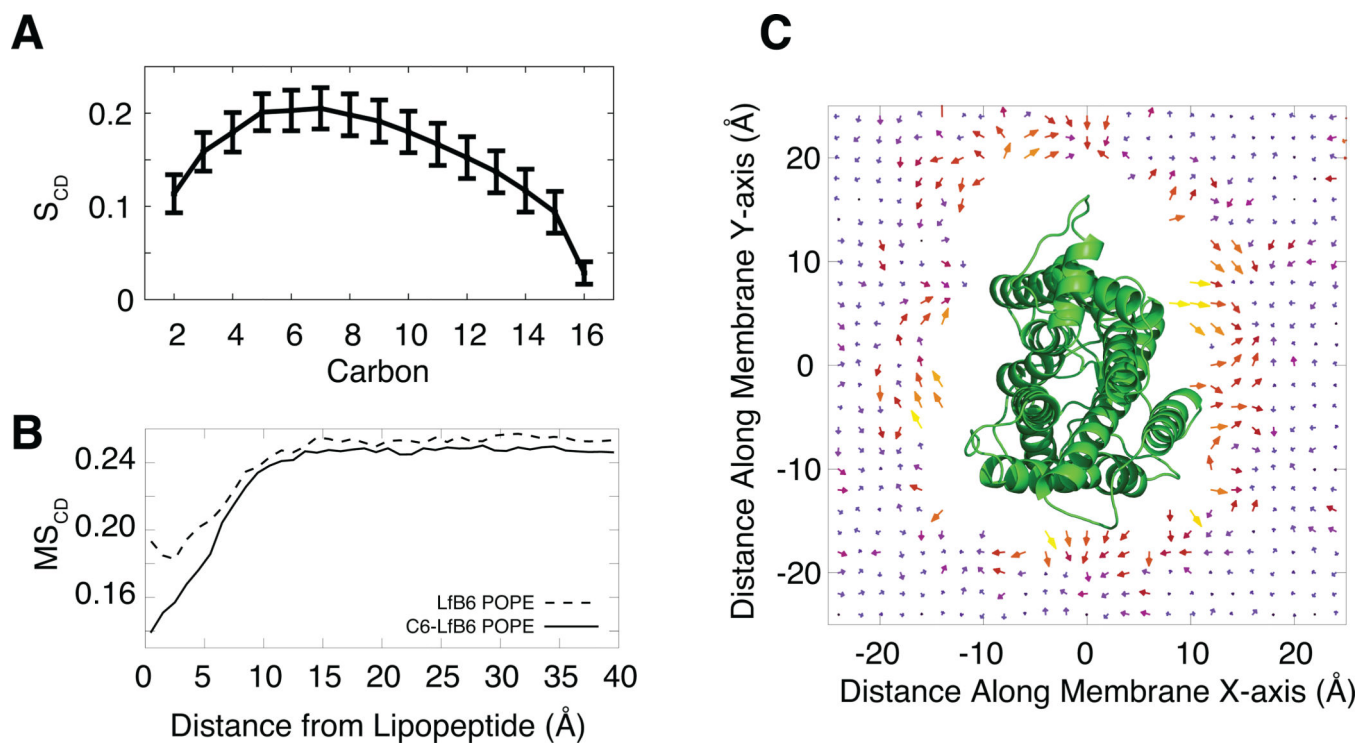 A
0.2
0.1
0
S_CD
2 4 6 8 10 12 14 16
Carbon
B
0.24
0.20
0.16
MS_CD
LfB6 POPE
C6-LfB6 POPE
0 5 10 15 20 25 30 35 40
Distance from Lipopeptide (Å)
C
Distance Along Membrane Y-axis (Å)
20
10
0
-10
-20
-20 -10 0 10 20
Distance Along Membrane X-axis (Å)